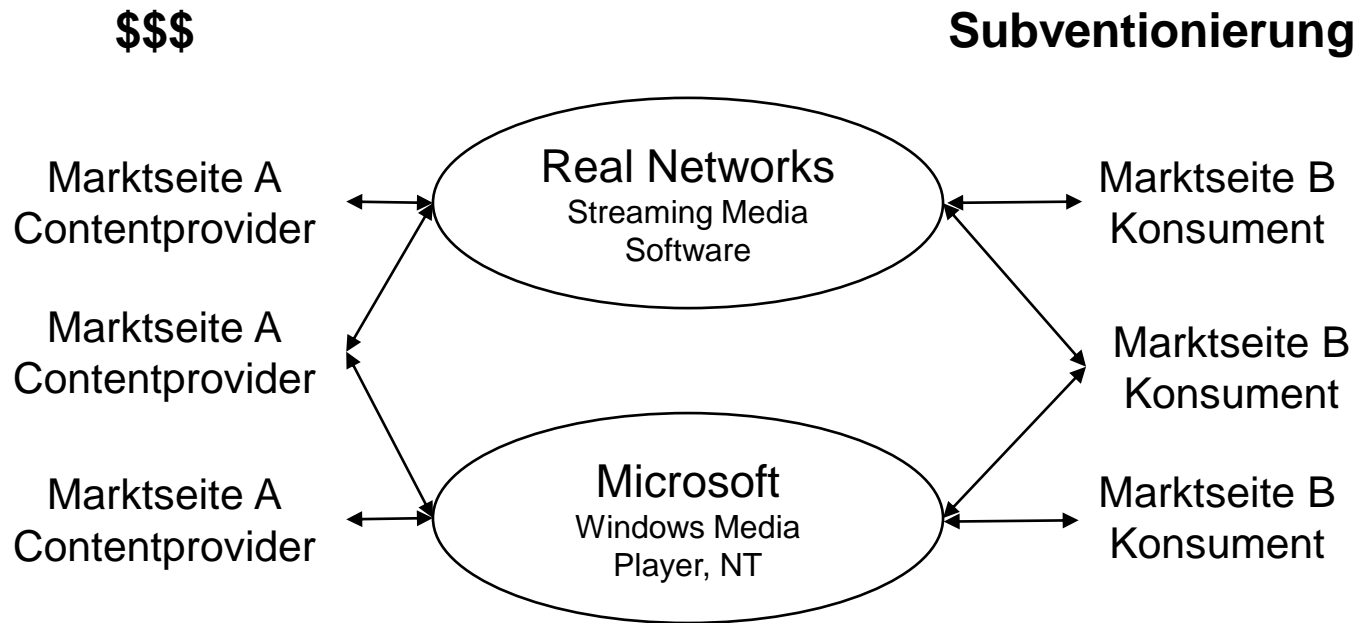 $$$
Subventionierung
Marktseite A
Contentprovider
Real Networks
Streaming Media
Software
Marktseite B
Konsument
Marktseite A
Contentprovider
Marktseite B
Konsument
Marktseite A
Contentprovider
Microsoft
Windows Media
Player, NT
Marktseite B
Konsument